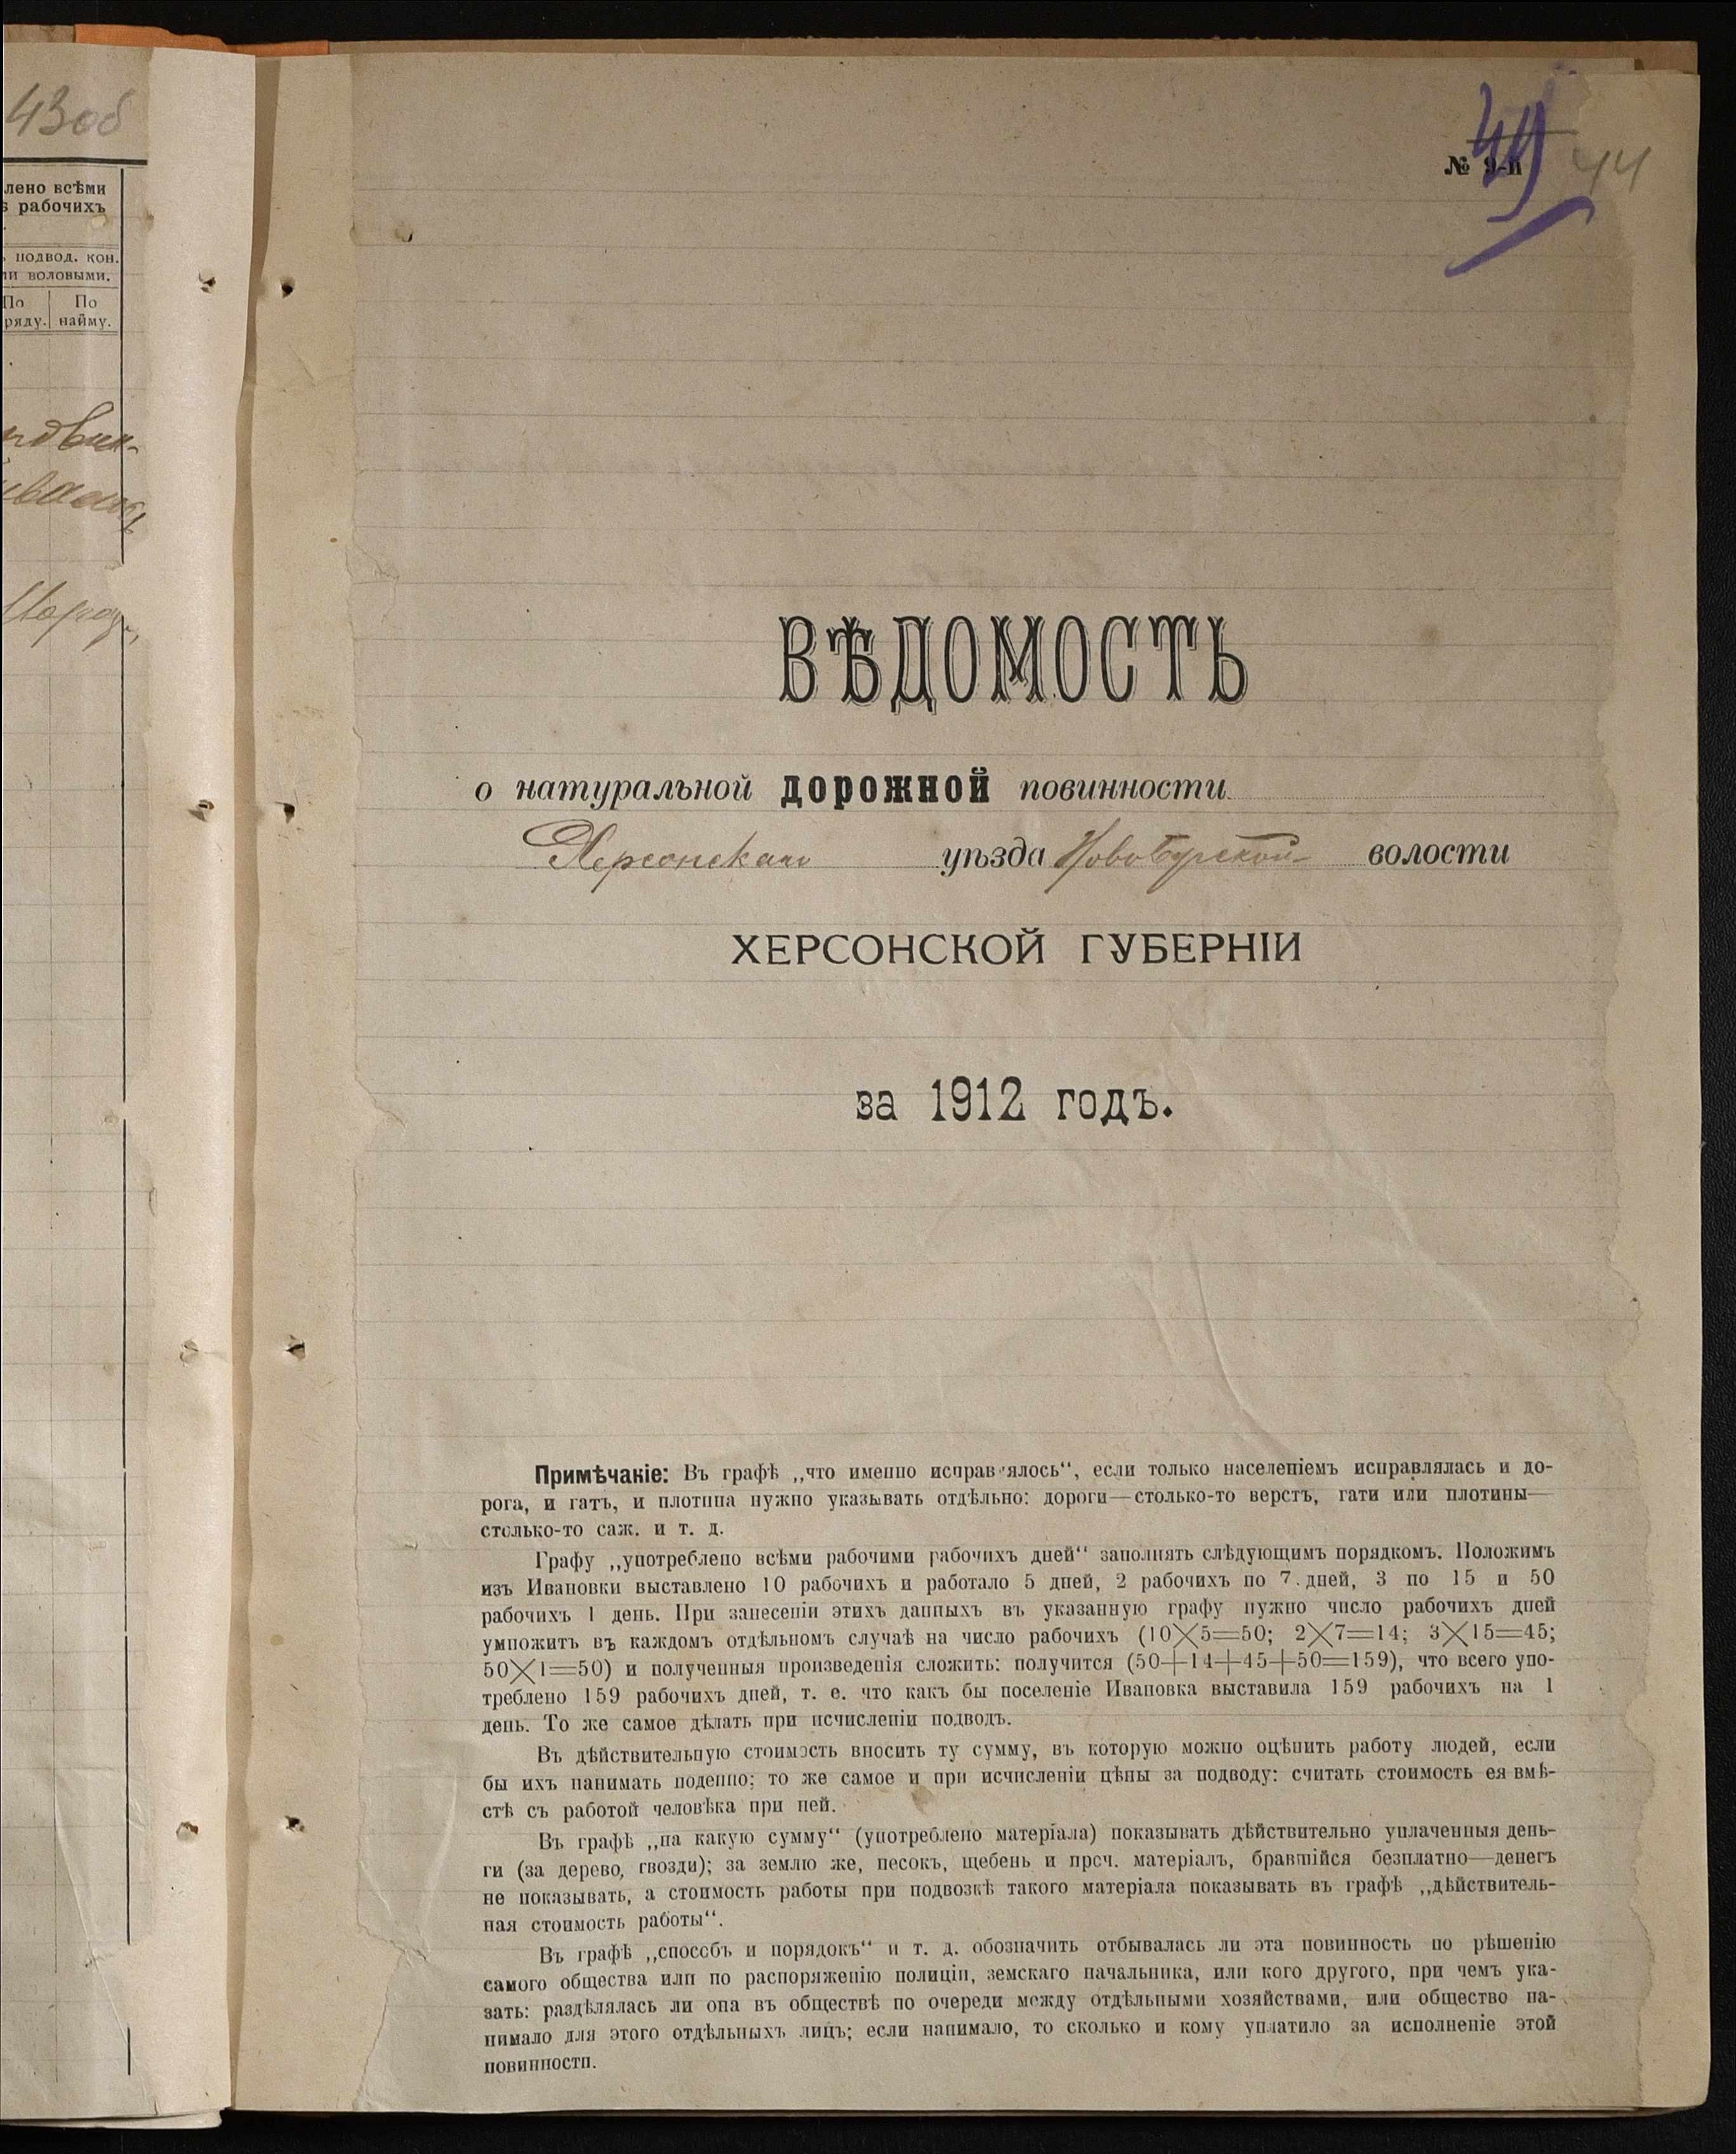 43об
лено всѣми
рабочихъ
подвод. кон.
ли воловыми.
По По
ряду. найму.
№ 9-й
49 44
ВѢДОМОСТЬ
о натуральной дорожной повинности
Херсонскаго уѣзда Новобугской волости
ХЕРСОНСКОЙ ГУБЕРНІИ
за 1912 годъ.
Примѣчаніе: Въ графѣ „что именно исправлялось“, если только населеніемъ исправлялась и до-
рога, и гать, и плотина нужно указывать отдѣльно: дороги—столько-то верстъ, гати или плотины—
столько-то саж. и т. д.
Графу „употреблено всѣми рабочими рабочихъ дней“ заполнять слѣдующимъ порядкомъ. Положимъ
изъ Ивановки выставлено 10 рабочихъ и работало 5 дней, 2 рабочихъ по 7 дней, 3 по 15 и 50
рабочихъ 1 день. При занесеніи этихъ данныхъ въ указанную графу нужно число рабочихъ дней
умножить въ каждомъ отдѣльномъ случаѣ на число рабочихъ (10×5=50; 2×7=14; 3×15=45;
50×1=50) и полученныя произведенія сложить: получится (50+14+45+50=159), что всего упо-
треблено 159 рабочихъ дней, т. е. что какъ бы поселеніе Ивановка выставила 159 рабочихъ на 1
день. То же самое дѣлать при исчисленіи подводъ.
Въ дѣйствительную стоимость вносить ту сумму, въ которую можно оцѣнить работу людей, если
бы ихъ нанимать поденно; то же самое и при исчисленіи цѣны за подводу: считать стоимость ея вмѣ-
стѣ съ работой человѣка при ней.
Въ графѣ „на какую сумму“ (употреблено матеріала) показывать дѣйствительно уплаченныя день-
ги (за дерево, гвозди); за землю же, песокъ, щебень и проч. матеріалъ, бравшійся безплатно—денегъ
не показывать, а стоимость работы при подвозкѣ такого матеріала показывать въ графѣ „дѣйствитель-
ная стоимость работы“.
Въ графѣ „способъ и порядокъ“ и т. д. обозначить отбывалась ли эта повинность по рѣшенію
самого общества или по распоряженію полиціи, земскаго начальника, или кого другого, при чемъ ука-
зать: раздѣлялась ли она въ обществѣ по очереди между отдѣльными хозяйствами, или общество на-
нимало для этого отдѣльныхъ лицъ; если нанимало, то сколько и кому уплатило за исполненіе этой
повинности.